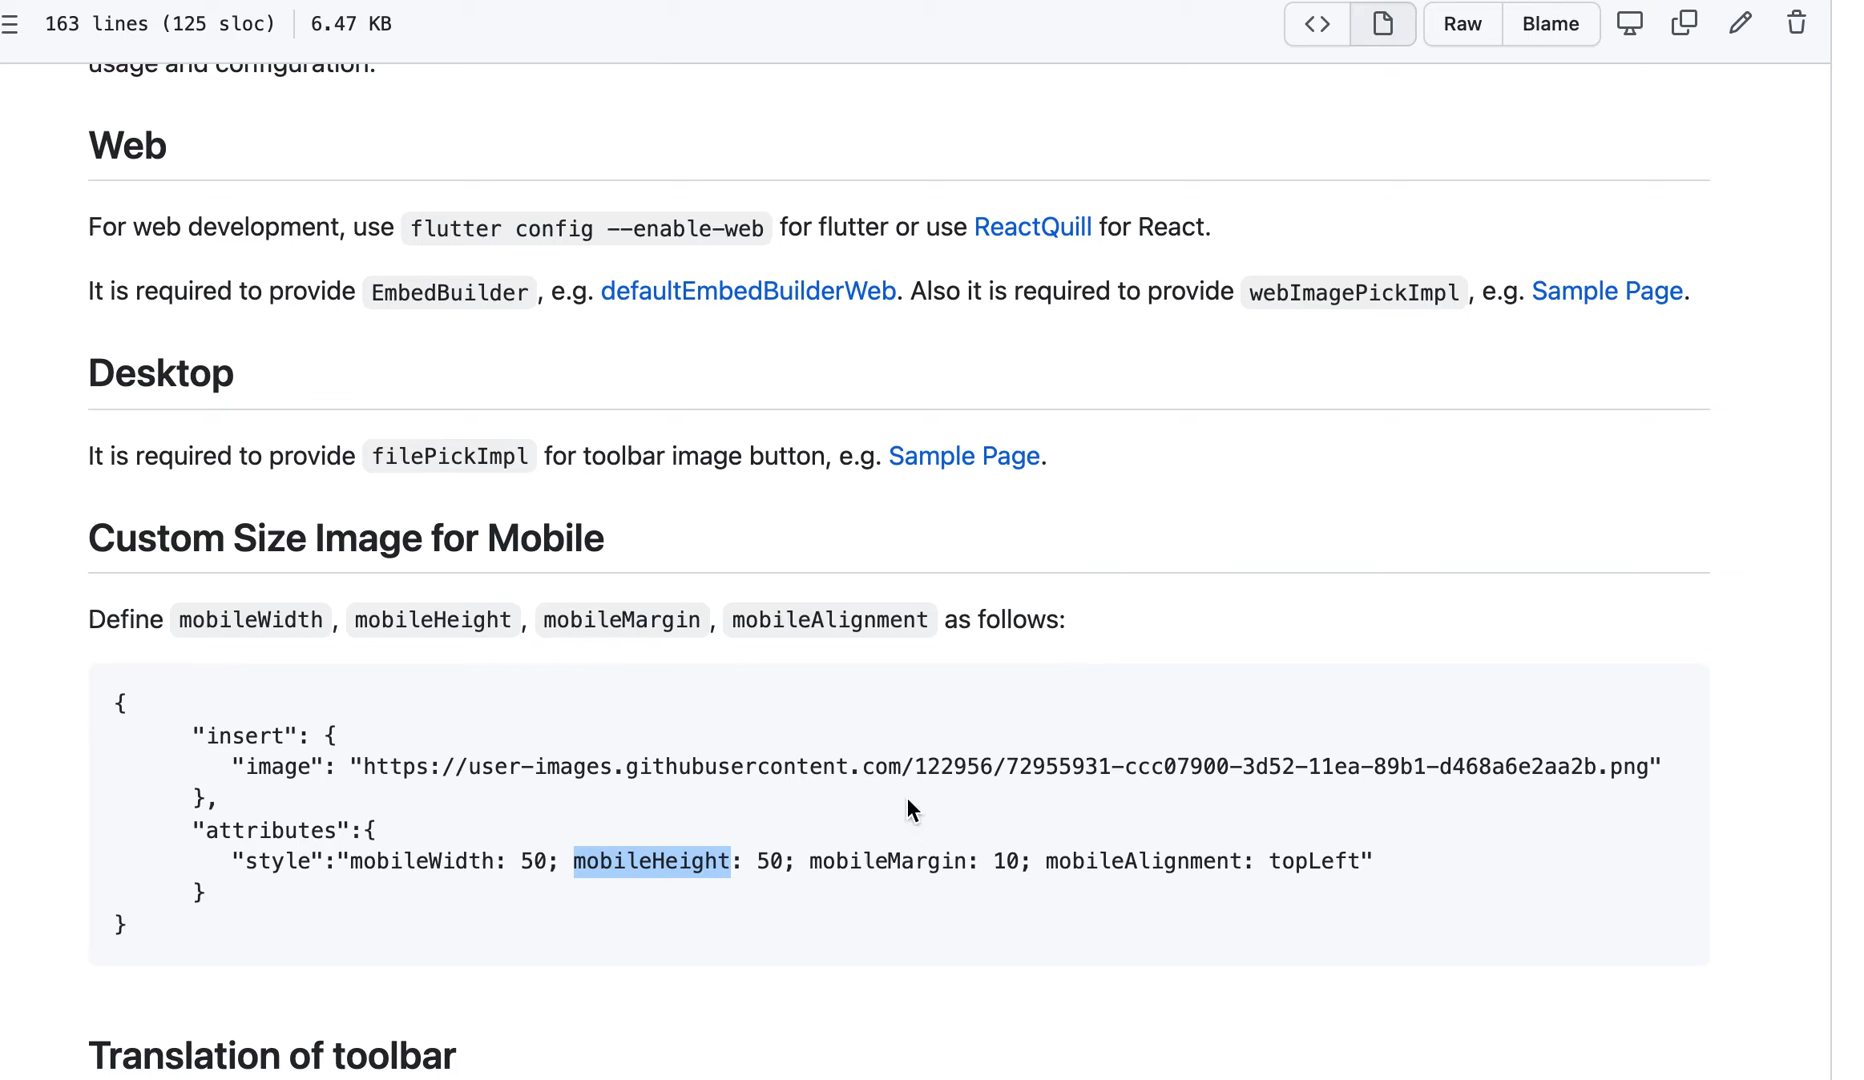 163 lines (125 sloc) 6.47 KB <> Raw Blame
usage and configuration.
Web
For web development, use flutter config --enable-web for flutter or use ReactQuill for React.
It is required to provide EmbedBuilder, e.g. defaultEmbedBuilderWeb. Also it is required to provide webImagePickImpl, e.g. Sample Page.
Desktop
It is required to provide filePickImpl for toolbar image button, e.g. Sample Page.
Custom Size Image for Mobile
Define mobileWidth, mobileHeight, mobileMargin, mobileAlignment as follows:
{
"insert": {
"image": "https://user-images.githubusercontent.com/122956/72955931-ccc07900-3d52-11ea-89b1-d468a6e2aa2b.png"
},
"attributes":{
"style":"mobileWidth: 50; mobileHeight: 50; mobileMargin: 10; mobileAlignment: topLeft"
}
}
Translation of toolbar